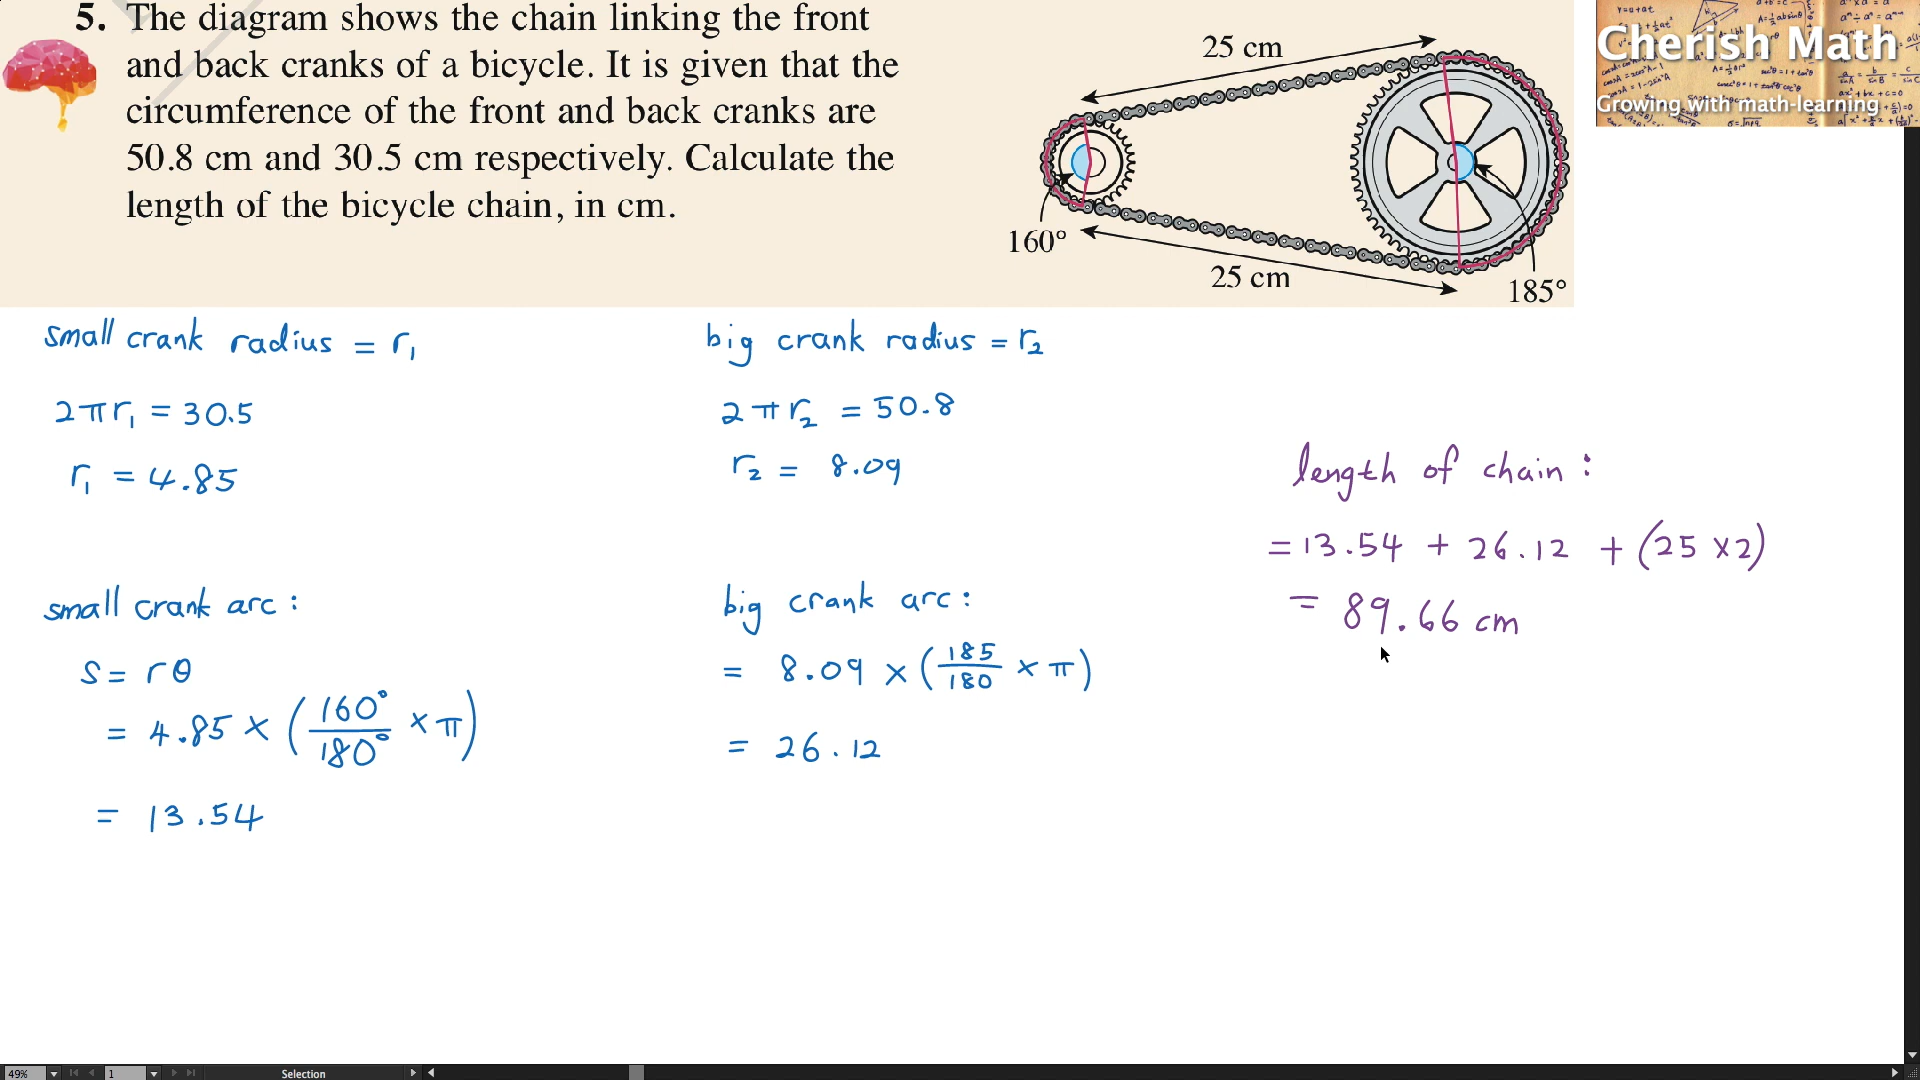 5. The diagram shows the chain linking the front
and back cranks of a bicycle. It is given that the
circumference of the front and back cranks are
50.8 cm and 30.5 cm respectively. Calculate the
length of the bicycle chain, in cm.
25 cm
160°
25 cm
185°
Cherish Math
Growing with math-learning
small crank radius = r₁
2πr₁ = 30.5
r₁ = 4.85
small crank arc :
s = rθ
= 4.85 × (160°/180° × π)
= 13.54
big crank radius = r₂
2πr₂ = 50.8
r₂ = 8.09
big crank arc :
= 8.09 × (185/180 × π)
= 26.12
length of chain :
= 13.54 + 26.12 + (25 × 2)
= 89.66 cm
49%
1
Selection